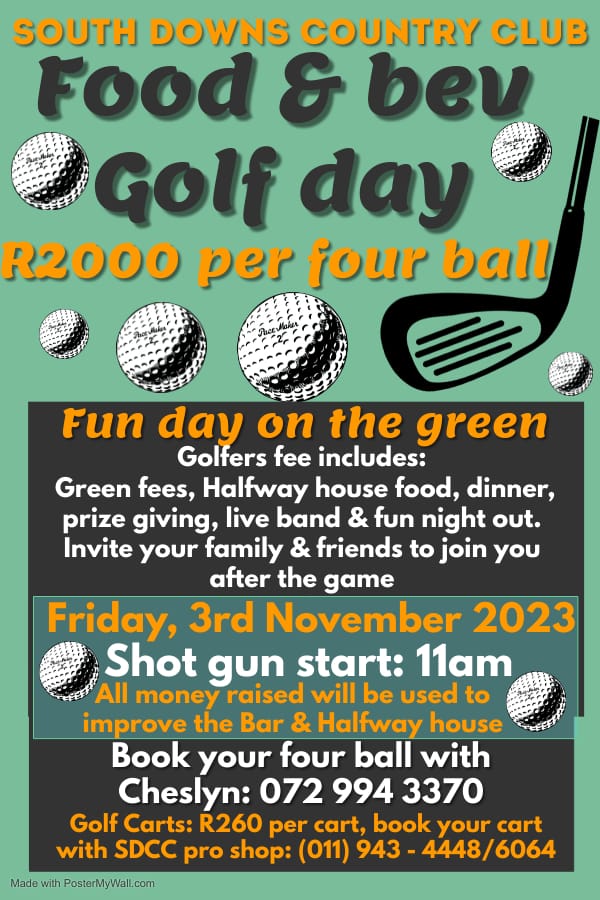 SOUTH DOWNS COUNTRY CLUB
Food & bev
Golf day
R2000 per four ball
Pace Maker
2
Fun day on the green
Golfers fee includes:
Green fees, Halfway house food, dinner,
prize giving, live band & fun night out.
Invite your family & friends to join you
after the game
Friday, 3rd November 2023
Shot gun start: 11am
All money raised will be used to
improve the Bar & Halfway house
Book your four ball with
Cheslyn: 072 994 3370
Golf Carts: R260 per cart, book your cart
with SDCC pro shop: (011) 943 - 4448/6064
Made with PosterMyWall.com